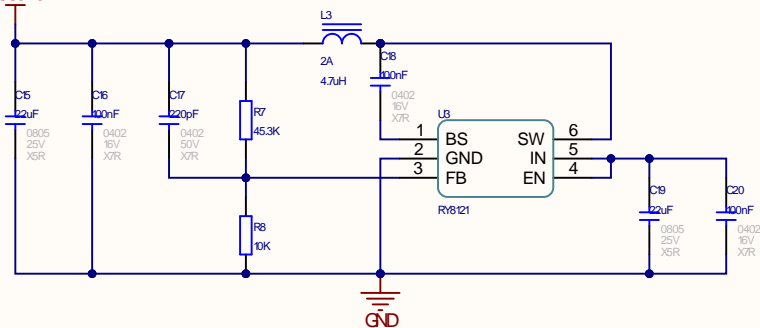 L3
2A
4.7uH
C15
22uF
0805
25V
X5R
C16
100nF
0402
16V
X7R
C17
220pF
0402
50V
X7R
R7
45.3K
R8
10K
C18
100nF
0402
16V
X7R
U3
1 BS SW 6
2 GND IN 5
3 FB EN 4
RY8121
C19
22uF
0805
25V
X5R
C20
100nF
0402
16V
X7R
GND